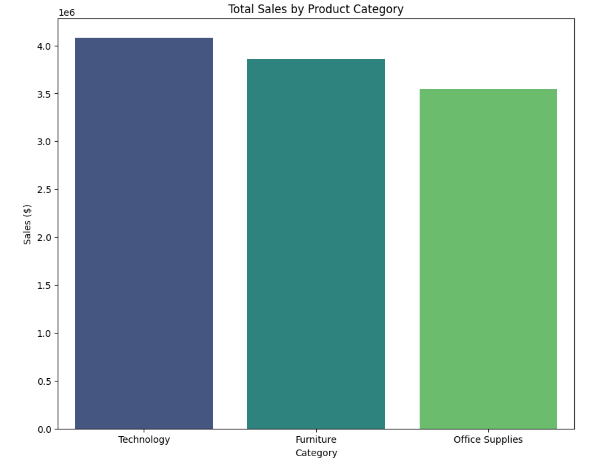 Total Sales by Product Category
1e6
4.0
3.5
3.0
2.5
2.0
1.5
1.0
0.5
0.0
Sales ($)
Technology
Furniture
Office Supplies
Category